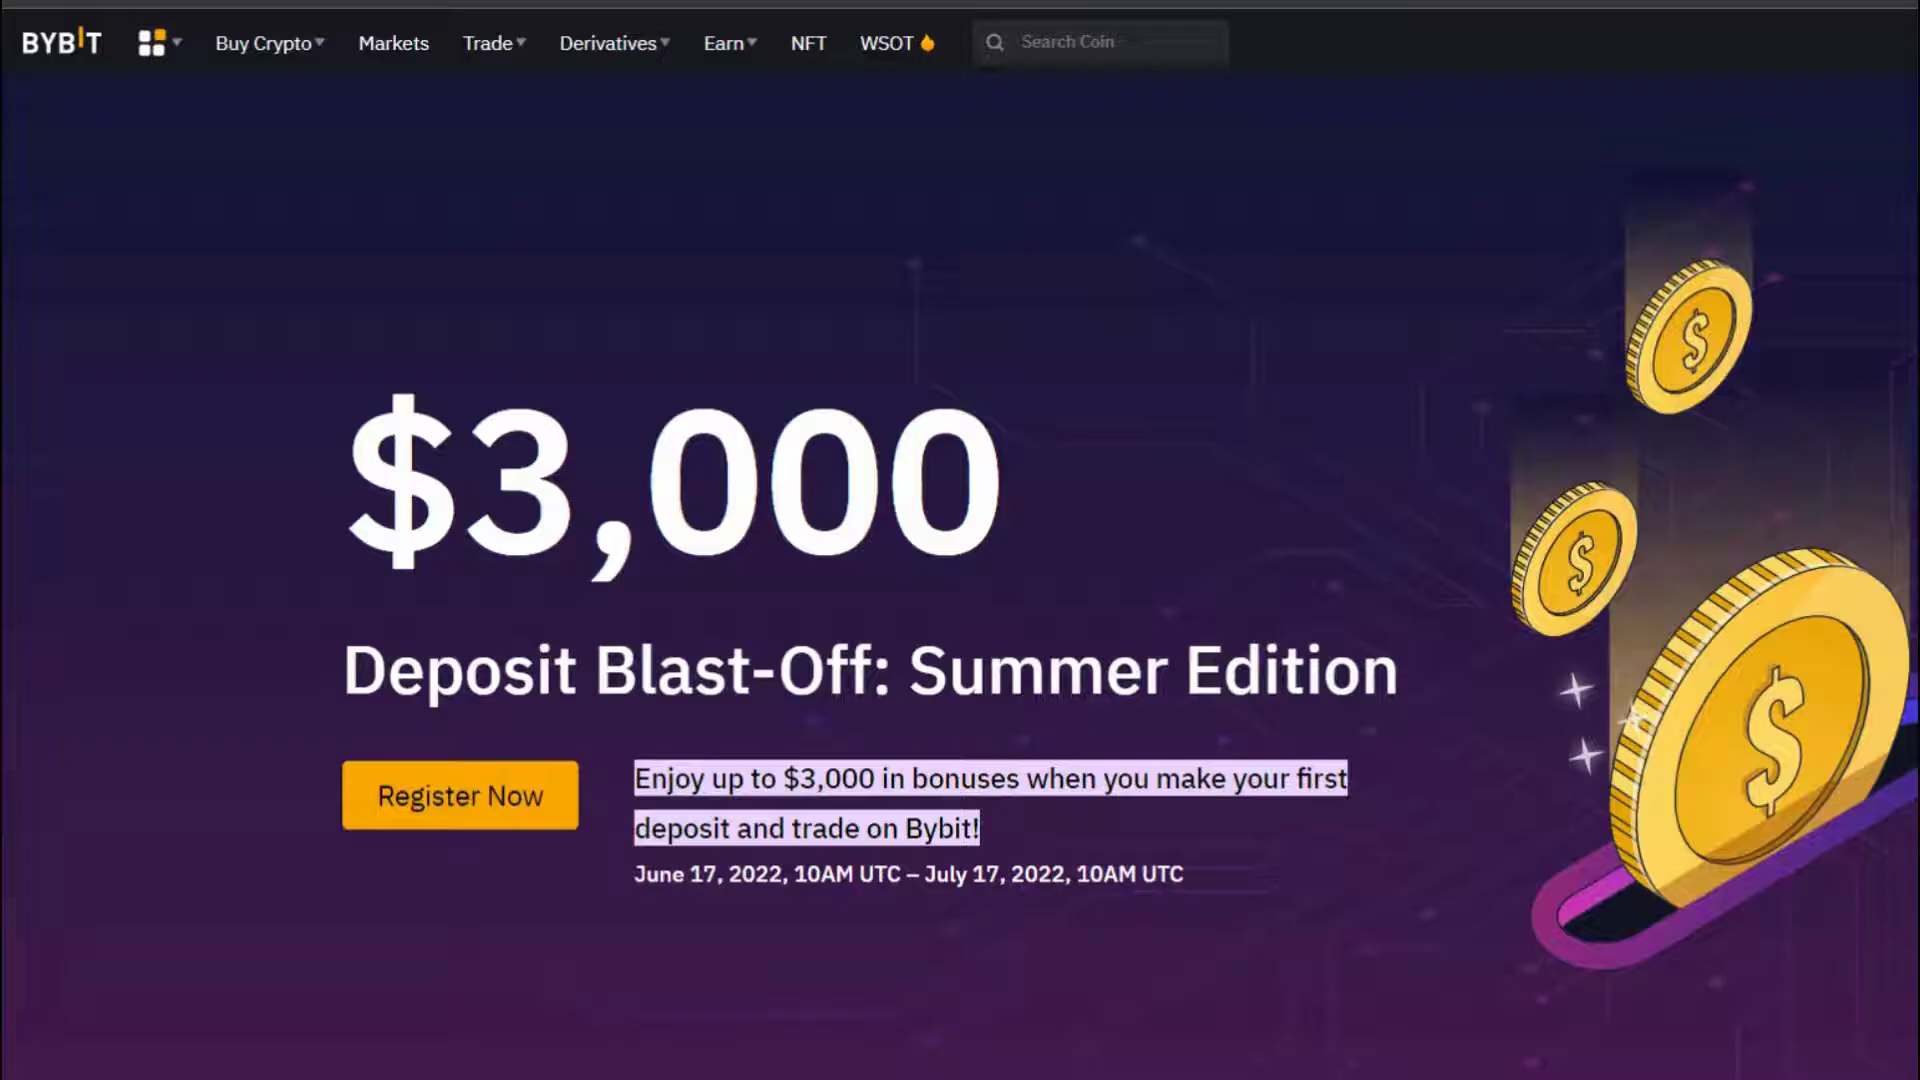 BYBIT
Buy Crypto
Markets
Trade
Derivatives
Earn
NFT
WSOT
Search Coin
$3,000
Deposit Blast-Off: Summer Edition
Register Now
Enjoy up to $3,000 in bonuses when you make your first
deposit and trade on Bybit!
June 17, 2022, 10AM UTC – July 17, 2022, 10AM UTC
$
$
$